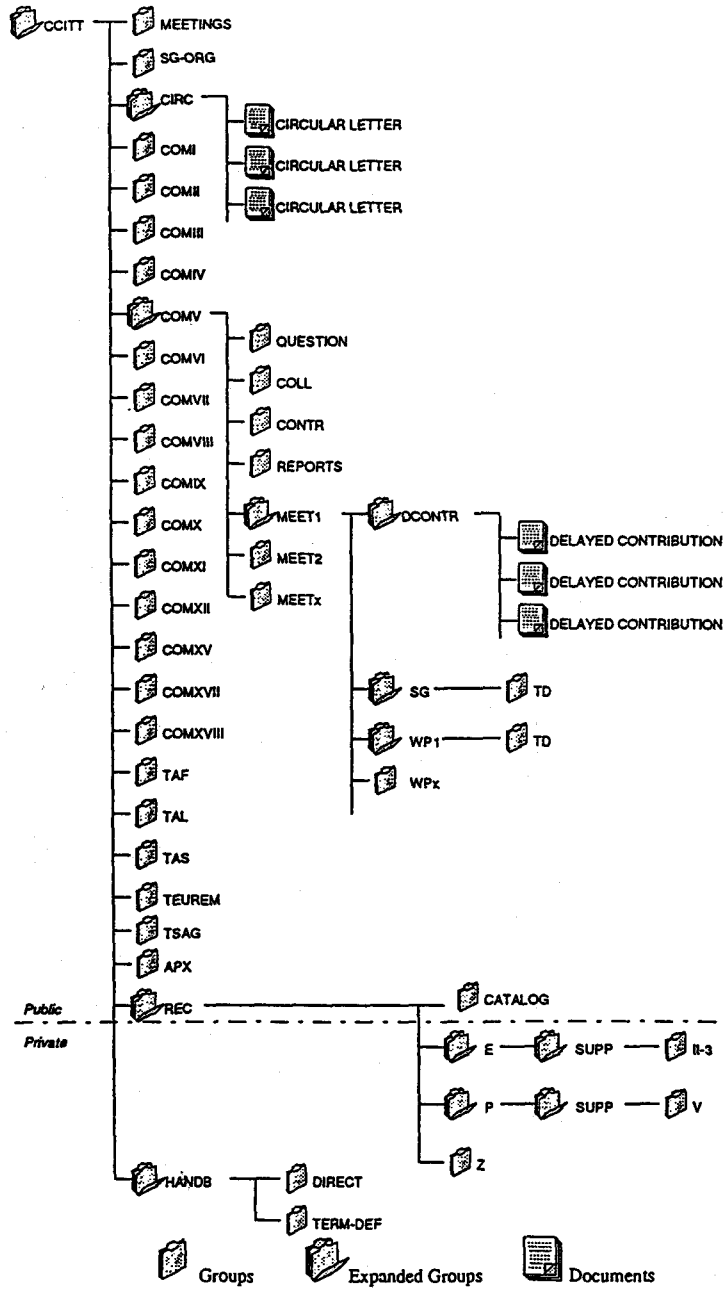 CCITT
MEETINGS
SG-ORG
CIRC
CIRCULAR LETTER
CIRCULAR LETTER
CIRCULAR LETTER
COMI
COMII
COMIII
COMIV
COMV
QUESTION
COLL
CONTR
REPORTS
MEET1
DCONTR
DELAYED CONTRIBUTION
DELAYED CONTRIBUTION
DELAYED CONTRIBUTION
MEET2
MEETx
SG
TD
WP1
TD
WPx
COMVI
COMVII
COMVIII
COMIX
COMX
COMXI
COMXII
COMXV
COMXVII
COMXVIII
TAF
TAL
TAS
TEUREM
TSAG
APX
REC
CATALOG
Public
Private
E
SUPP
II-3
P
SUPP
V
Z
HANDB
DIRECT
TERM-DEF
Groups
Expanded Groups
Documents